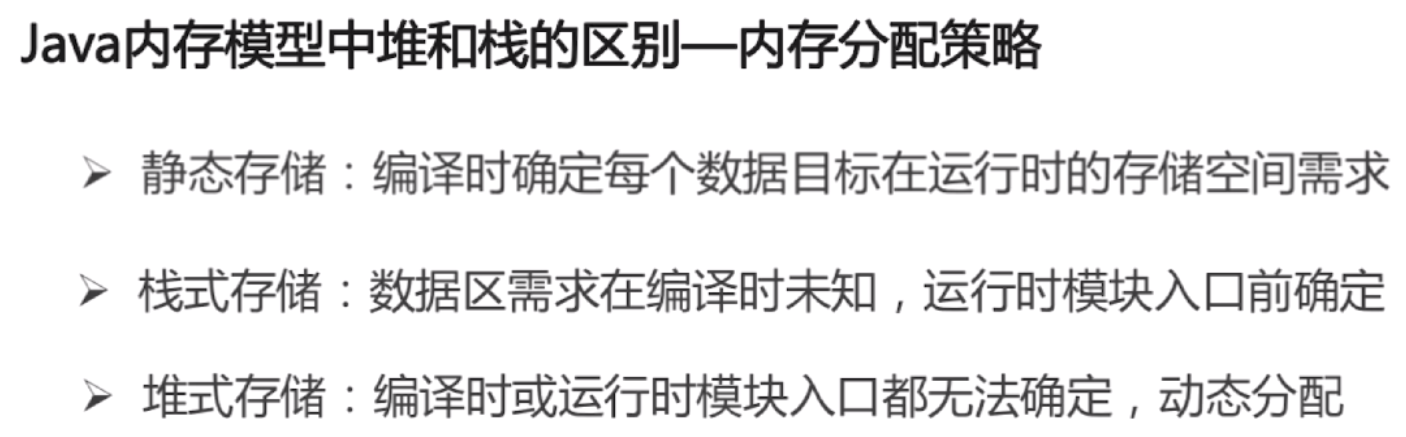 Java内存模型中堆和栈的区别—内存分配策略
➢ 静态存储：编译时确定每个数据目标在运行时的存储空间需求
➢ 栈式存储：数据区需求在编译时未知，运行时模块入口前确定
➢ 堆式存储：编译时或运行时模块入口都无法确定，动态分配